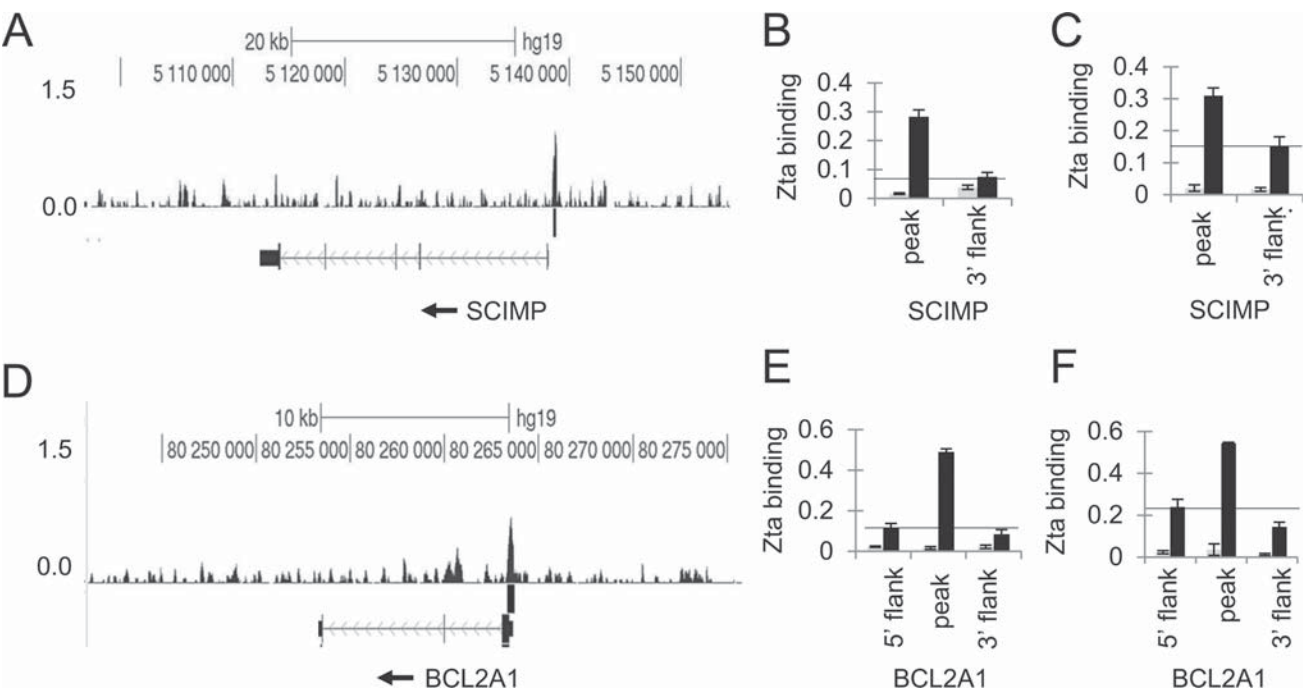 A
20 kb
hg19
5 110 000
5 120 000
5 130 000
5 140 000
5 150 000
1.5
0.0
SCIMP
B
Zta binding
0.4
0.3
0.2
0.1
0
peak
3' flank
SCIMP
C
Zta binding
0.4
0.3
0.2
0.1
0
peak
3' flank
SCIMP
D
10 kb
hg19
80 250 000
80 255 000
80 260 000
80 265 000
80 270 000
80 275 000
1.5
0.0
BCL2A1
E
Zta binding
0.6
0.4
0.2
0
5' flank
peak
3' flank
BCL2A1
F
Zta binding
0.6
0.4
0.2
0
5' flank
peak
3' flank
BCL2A1